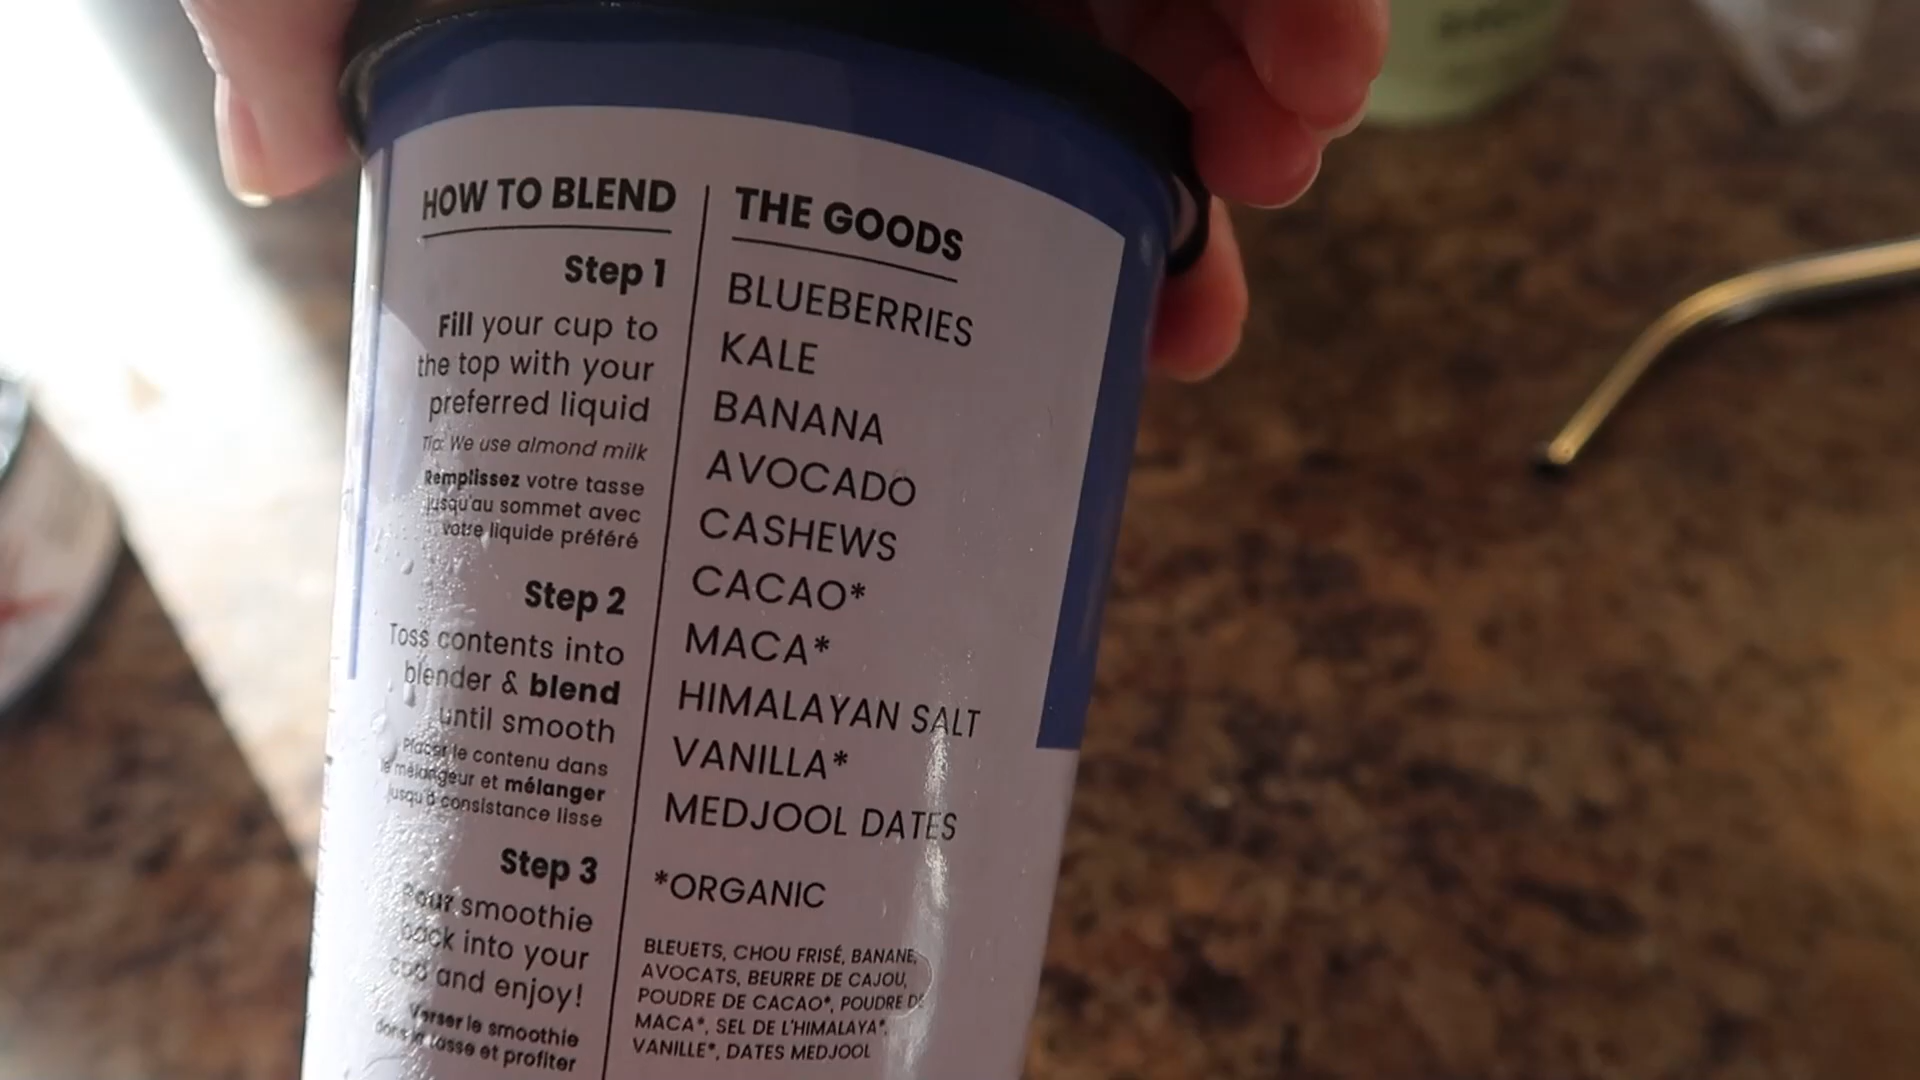 HOW TO BLEND
Step 1
Fill your cup to
the top with your
preferred liquid
Tip: We use almond milk
Remplissez votre tasse
jusqu'au sommet avec
votre liquide préféré
Step 2
Toss contents into
blender & blend
until smooth
Placer le contenu dans
le mélangeur et mélanger
jusqu'à consistance lisse
Step 3
Pour smoothie
back into your
cup and enjoy!
Verser le smoothie
dans la tasse et profiter
THE GOODS
BLUEBERRIES
KALE
BANANA
AVOCADO
CASHEWS
CACAO*
MACA*
HIMALAYAN SALT
VANILLA*
MEDJOOL DATES
*ORGANIC
BLEUETS, CHOU FRISÉ, BANANE,
AVOCATS, BEURRE DE CAJOU,
POUDRE DE CACAO*, POUDRE DE
MACA*, SEL DE L'HIMALAYA*,
VANILLE*, DATES MEDJOOL